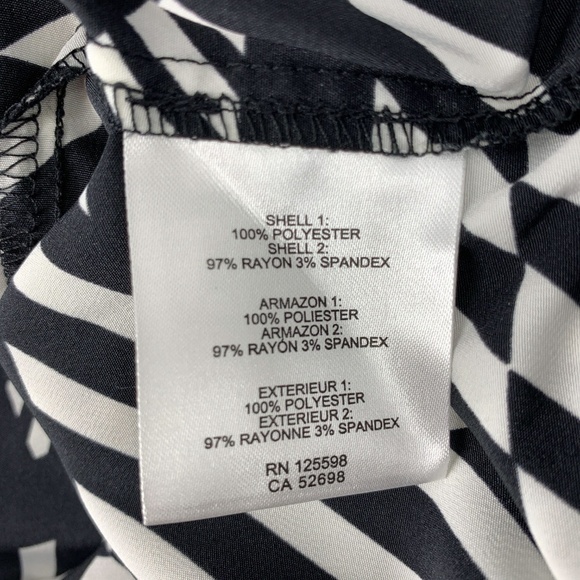 SHELL 1:
100% POLYESTER
SHELL 2:
97% RAYON 3% SPANDEX
ARMAZON 1:
100% POLIESTER
ARMAZON 2:
97% RAYÓN 3% SPANDEX
EXTERIEUR 1:
100% POLYESTER
EXTERIEUR 2:
97% RAYONNE 3% SPANDEX
RN 125598
CA 52698